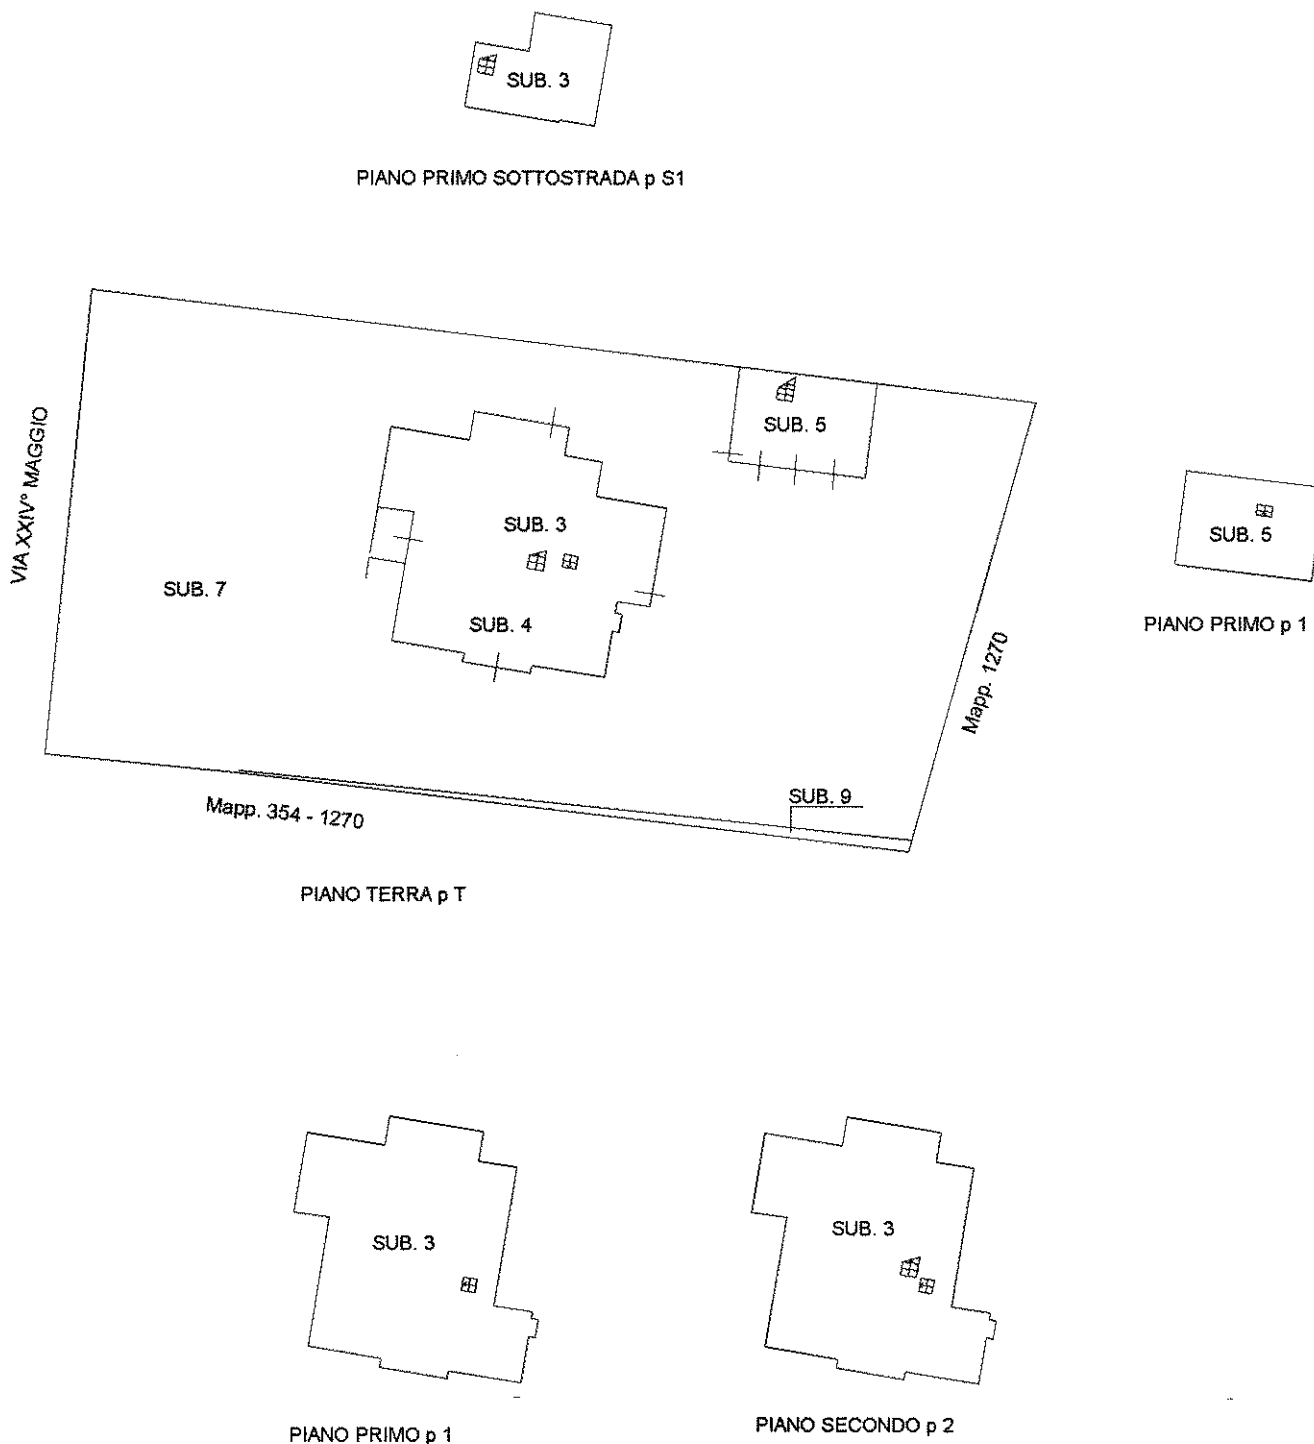 SUB. 3
PIANO PRIMO SOTTOSTRADA p S1
VIA XXIV° MAGGIO
SUB. 5
SUB. 3
SUB. 7
SUB. 4
Mapp. 1270
SUB. 9
Mapp. 354 - 1270
PIANO TERRA p T
SUB. 5
PIANO PRIMO p 1
SUB. 3
PIANO PRIMO p 1
SUB. 3
PIANO SECONDO p 2